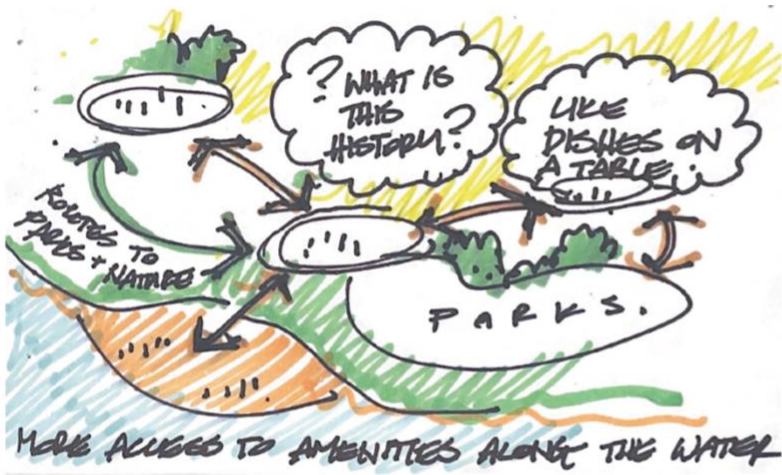 ? WHAT IS
THIS
HISTORY?
LIKE
DISHES ON
A TABLE.
ROUTES TO
PARKS +
NATURE
PARKS.
MORE ACCESS TO AMENITIES ALONG THE WATER